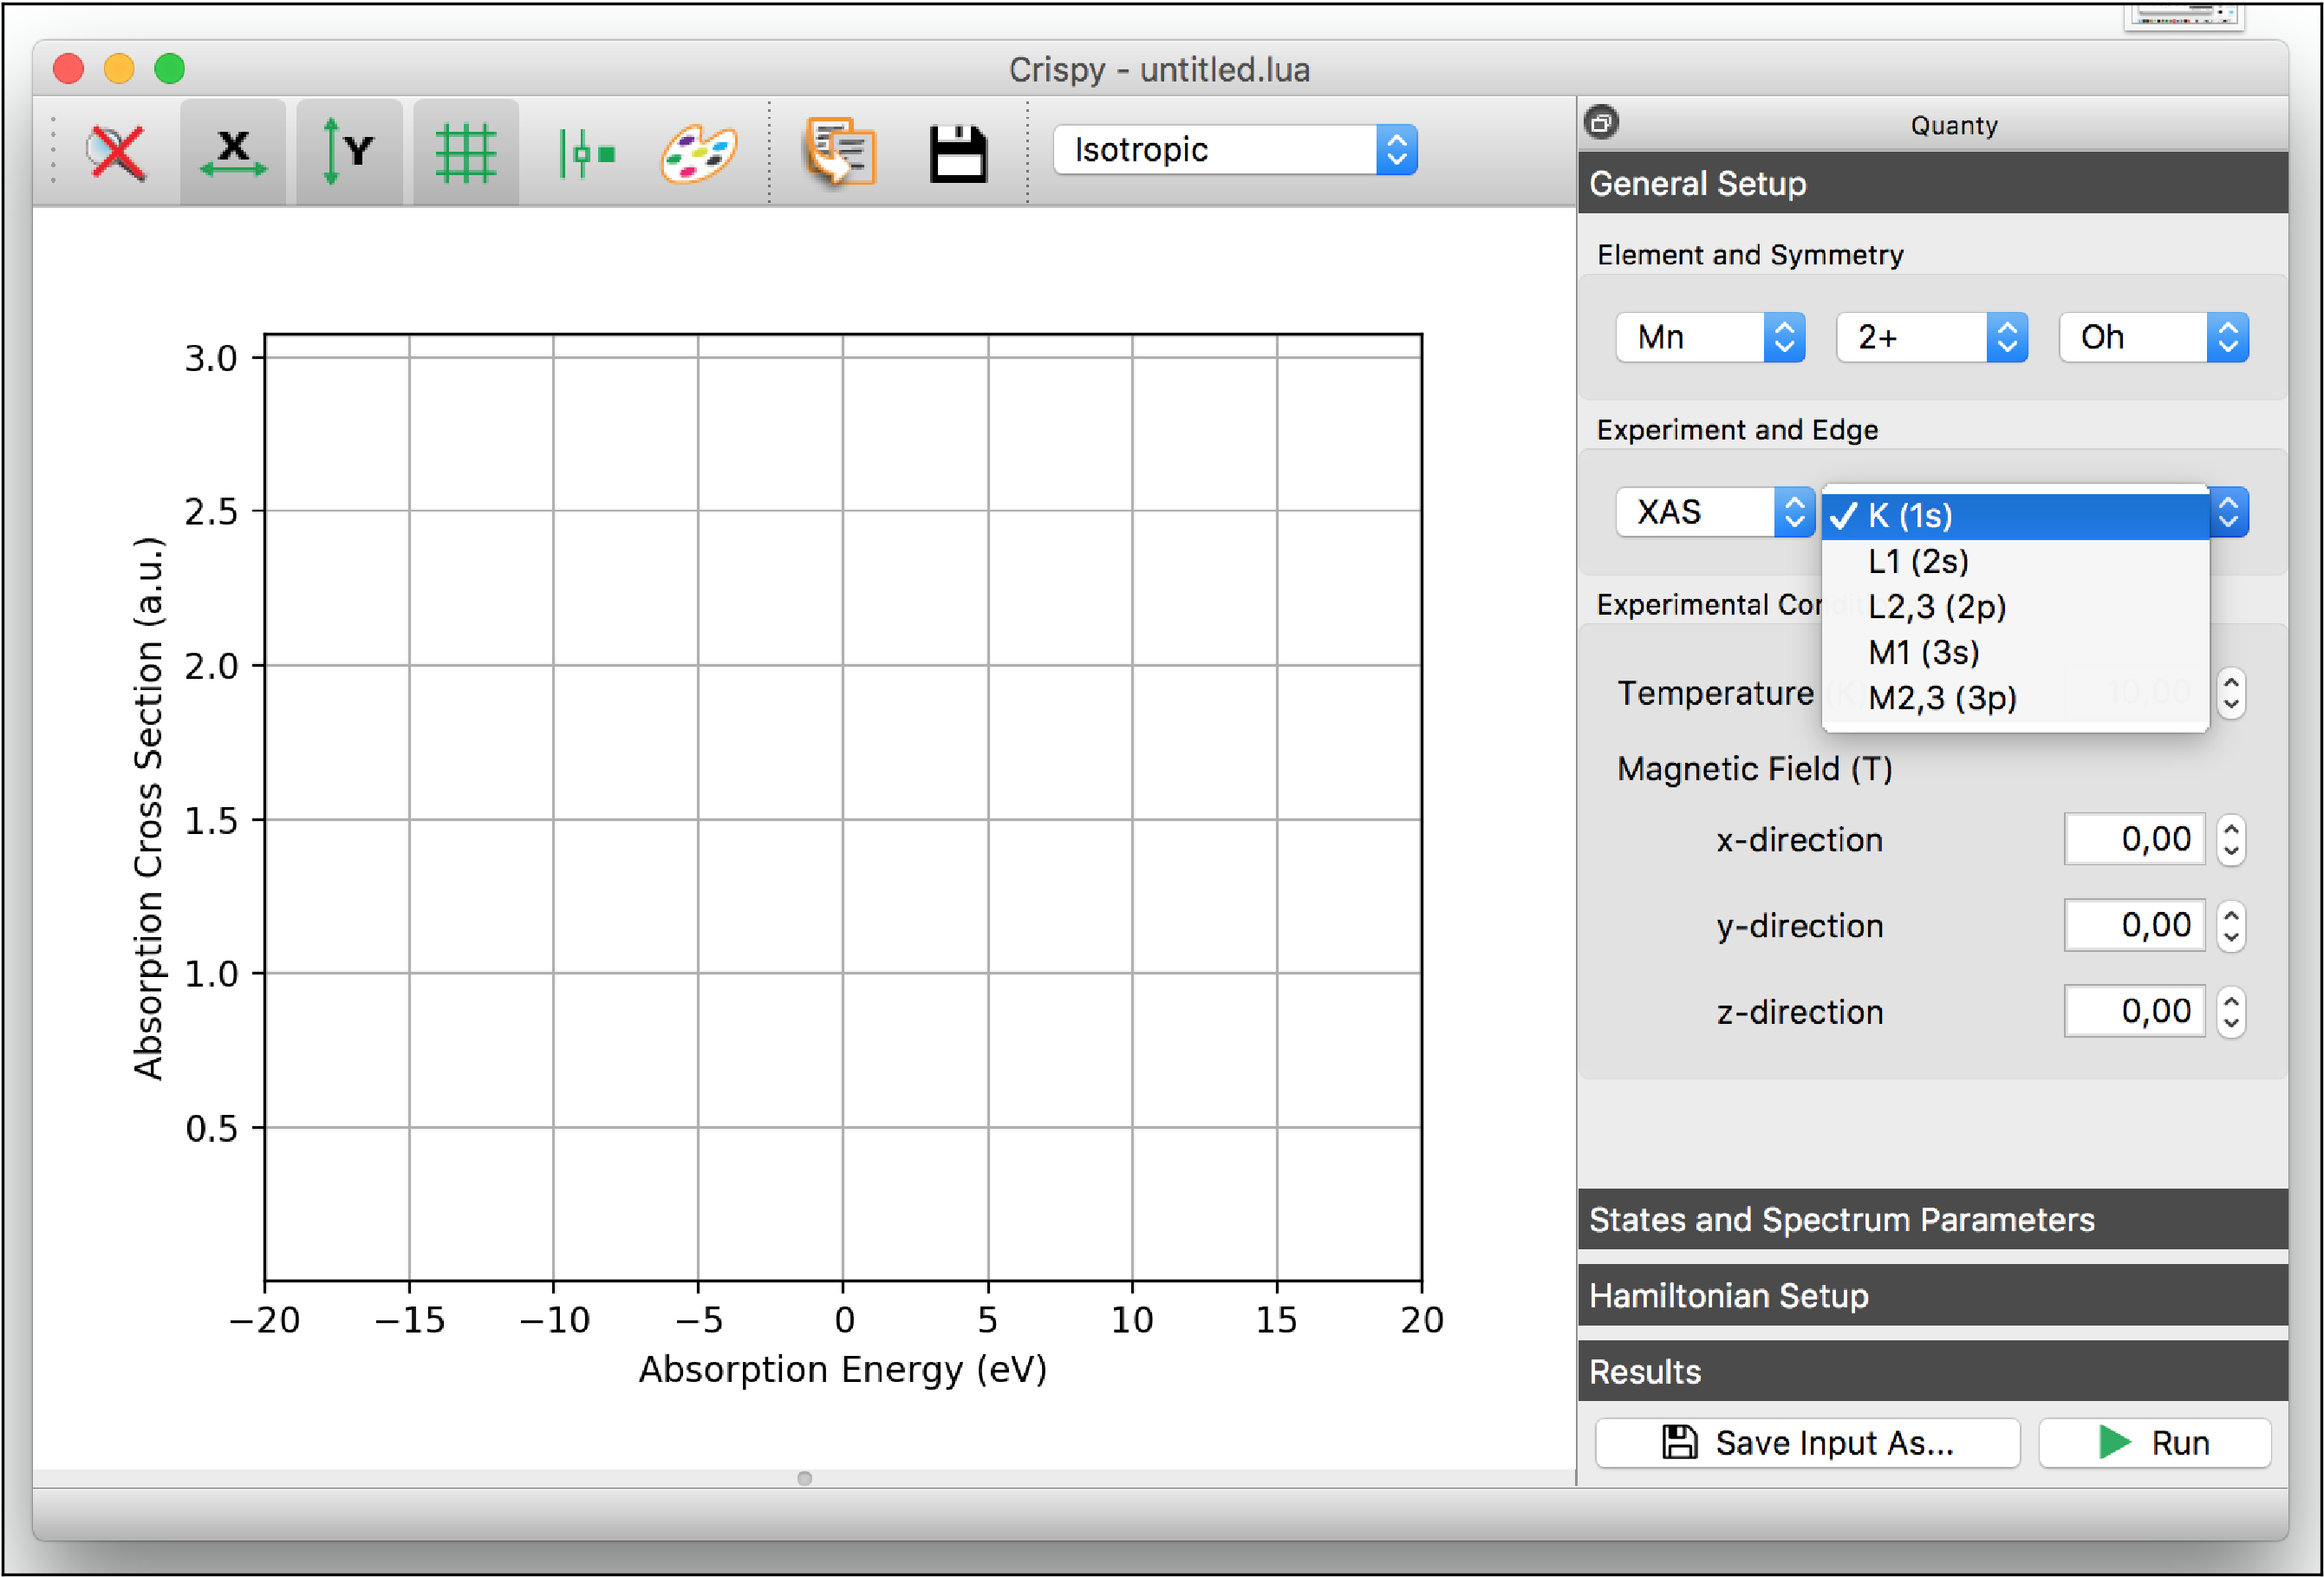 Crispy - untitled.lua
X
Y
Isotropic
Quanty
General Setup
Element and Symmetry
Mn
2+
Oh
Experiment and Edge
XAS
K (1s)
L1 (2s)
L2,3 (2p)
M1 (3s)
M2,3 (3p)
Experimental
Temperature (K)
10,00
Magnetic Field (T)
x-direction
0,00
y-direction
0,00
z-direction
0,00
States and Spectrum Parameters
Hamiltonian Setup
Results
Save Input As...
Run
Absorption Cross Section (a.u.)
3.0
2.5
2.0
1.5
1.0
0.5
−20 −15 −10 −5 0 5 10 15 20
Absorption Energy (eV)